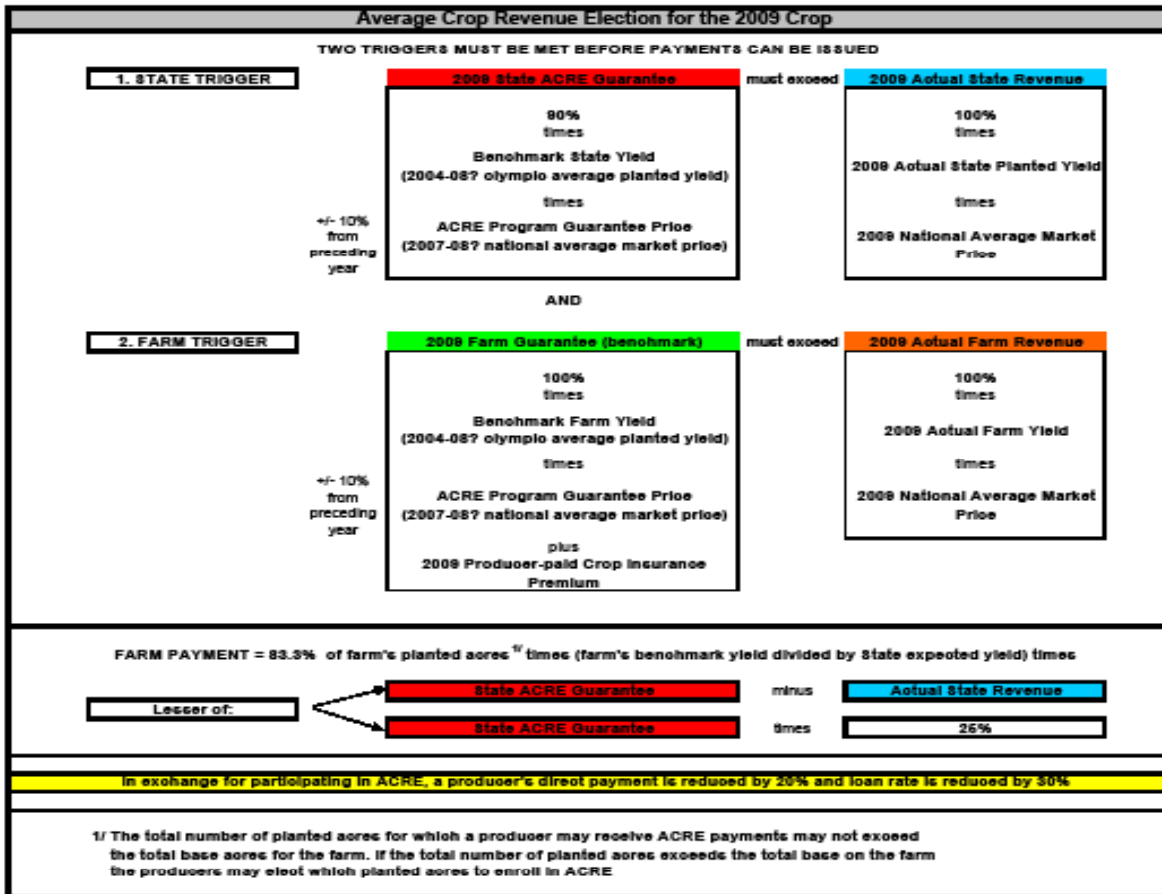 Average Crop Revenue Election for the 2009 Crop
TWO TRIGGERS MUST BE MET BEFORE PAYMENTS CAN BE ISSUED
1. STATE TRIGGER
2009 State ACRE Guarantee
must exceed
2009 Actual State Revenue
90%
times
Benchmark State Yield
(2004-08? olympic average planted yield)
times
ACRE Program Guarantee Price
(2007-08? national average market price)
+/- 10%
from
preceding
year
100%
times
2009 Actual State Planted Yield
times
2009 National Average Market
Price
AND
2. FARM TRIGGER
2009 Farm Guarantee (benchmark)
must exceed
2009 Actual Farm Revenue
100%
times
Benchmark Farm Yield
(2004-08? olympic average planted yield)
times
ACRE Program Guarantee Price
(2007-08? national average market price)
plus
2009 Producer-paid Crop Insurance
Premium
+/- 10%
from
preceding
year
100%
times
2009 Actual Farm Yield
times
2009 National Average Market
Price
FARM PAYMENT = 83.3% of farm's planted acres 1/ times (farm's benchmark yield divided by State expected yield) times
Lesser of:
State ACRE Guarantee
minus
Actual State Revenue
State ACRE Guarantee
times
25%
In exchange for participating in ACRE, a producer's direct payment is reduced by 20% and loan rate is reduced by 30%
1/ The total number of planted acres for which a producer may receive ACRE payments may not exceed
the total base acres for the farm. If the total number of planted acres exceeds the total base on the farm
the producers may elect which planted acres to enroll in ACRE